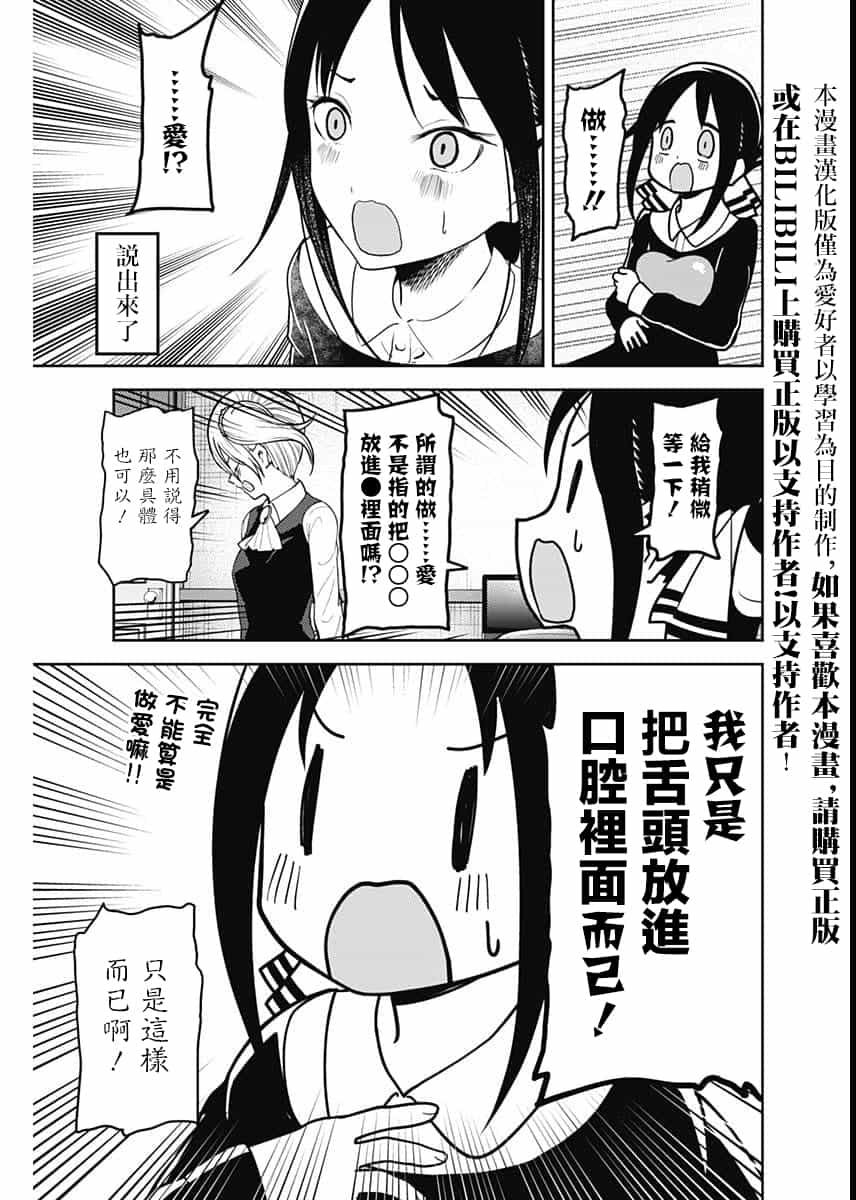 本漫畫漢化版僅為愛好者以學習為目的制作，如果喜歡本漫畫，請購買正版
或在BILIBILI上購買正版以支持作者！以支持作者！
做……!!
……愛!?
說出來了
給我稍微
等一下！
所謂的做……愛
不是指的把○○○
放進●裡面嗎!?
不用說得
那麼具體
也可以！
我只是
把舌頭放進
口腔裡面而己！
完全
不能算是
做愛嘛!!
只是這樣
而已啊！